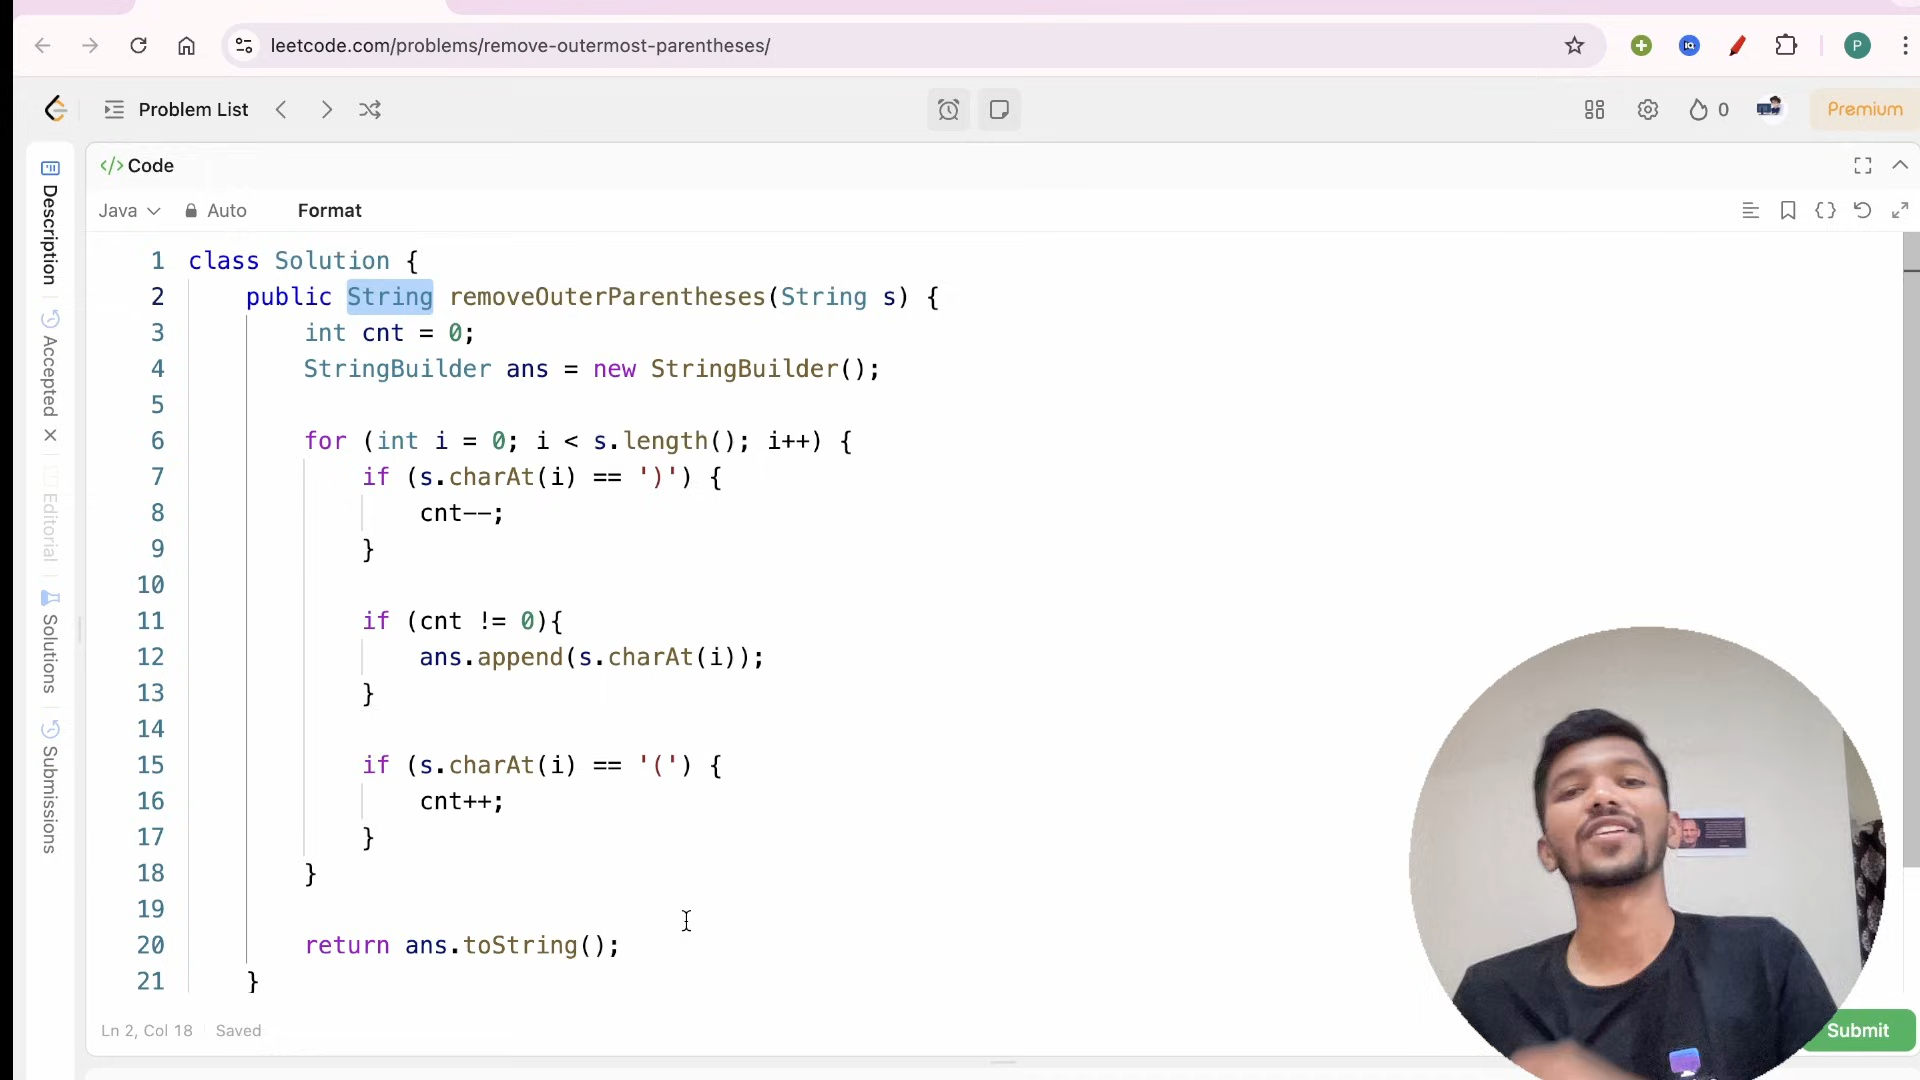 leetcode.com/problems/remove-outermost-parentheses/
P
Problem List
0
Premium
Description
Accepted
Editorial
Solutions
Submissions
</> Code
Java
Auto
Format
1 class Solution {
2 public String removeOuterParentheses(String s) {
3 int cnt = 0;
4 StringBuilder ans = new StringBuilder();
5
6 for (int i = 0; i < s.length(); i++) {
7 if (s.charAt(i) == ')') {
8 cnt--;
9 }
10
11 if (cnt != 0){
12 ans.append(s.charAt(i));
13 }
14
15 if (s.charAt(i) == '(') {
16 cnt++;
17 }
18 }
19
20 return ans.toString();
21 }
Ln 2, Col 18
Saved
Submit